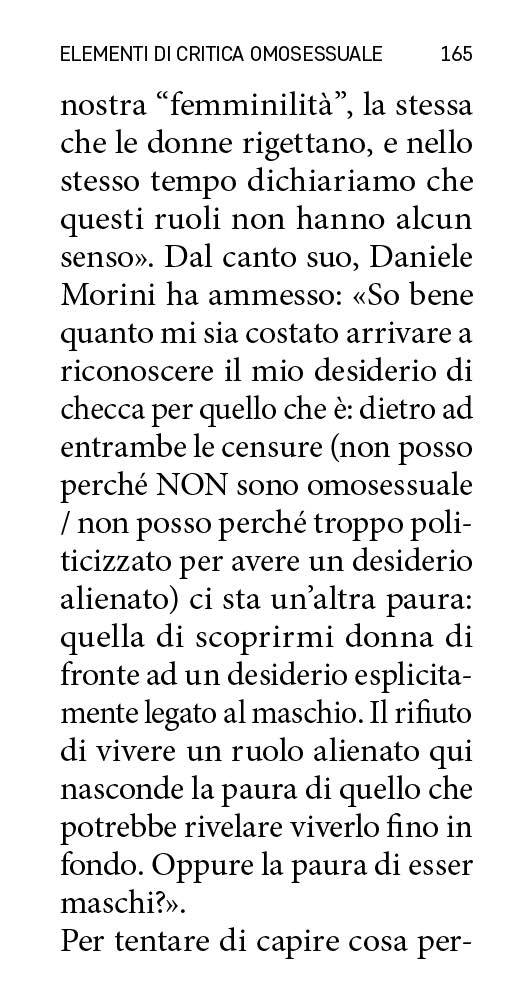 ELEMENTI DI CRITICA OMOSESSUALE 165
nostra “femminilità”, la stessa
che le donne rigettano, e nello
stesso tempo dichiariamo che
questi ruoli non hanno alcun
senso». Dal canto suo, Daniele
Morini ha ammesso: «So bene
quanto mi sia costato arrivare a
riconoscere il mio desiderio di
checca per quello che è: dietro ad
entrambe le censure (non posso
perché NON sono omosessuale
/ non posso perché troppo poli-
ticizzato per avere un desiderio
alienato) ci sta un’altra paura:
quella di scoprirmi donna di
fronte ad un desiderio esplicita-
mente legato al maschio. Il rifiuto
di vivere un ruolo alienato qui
nasconde la paura di quello che
potrebbe rivelare viverlo fino in
fondo. Oppure la paura di esser
maschi?».
Per tentare di capire cosa per-